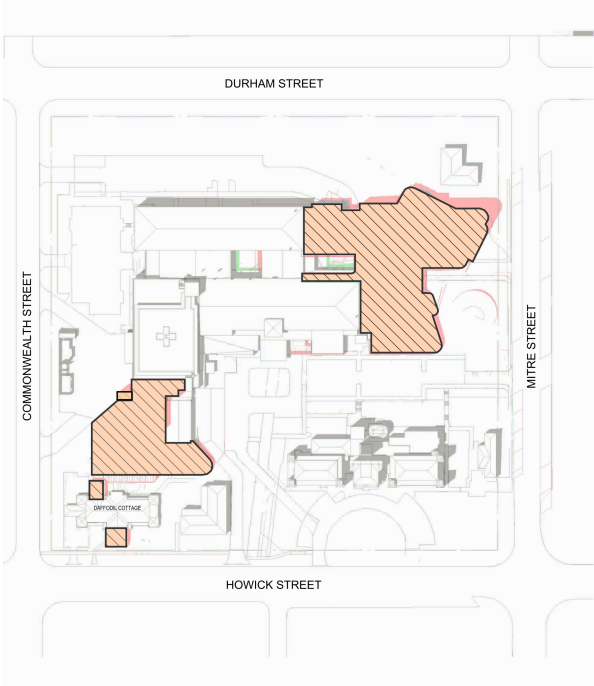 DURHAM STREET
COMMONWEALTH STREET
MITRE STREET
DAFFODIL COTTAGE
HOWICK STREET